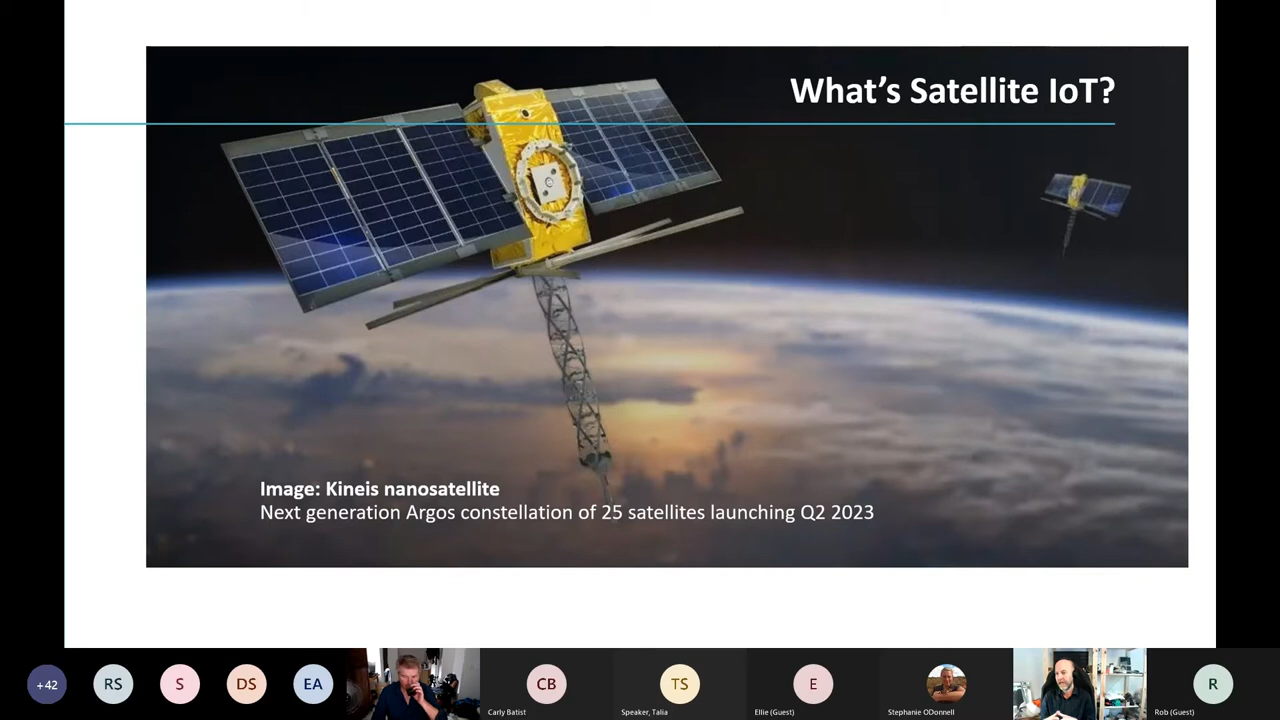 What's Satellite IoT?
Image: Kineis nanosatellite
Next generation Argos constellation of 25 satellites launching Q2 2023
+42
RS
S
DS
EA
CB
TS
E
R
Carly Batist
Speaker, Talia
Ellie (Guest)
Stephanie ODonnell
Rob (Guest)